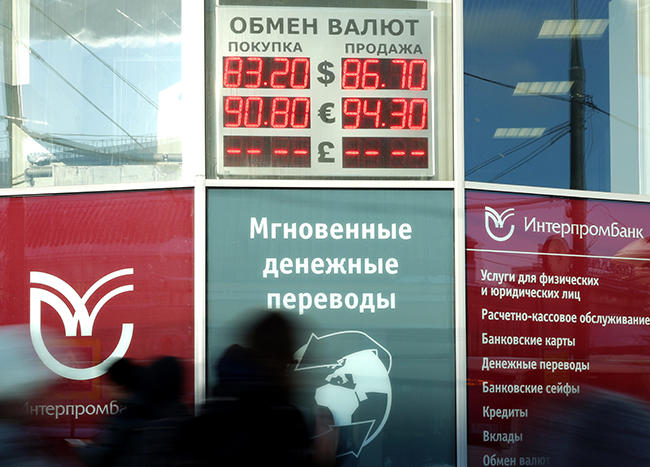 ОБМЕН ВАЛЮТ
ПОКУПКА ПРОДАЖА
83.20 $ 86.70
90.80 € 94.30
---- £ ----
Мгновенные
денежные
переводы
Интерпромба
Интерпромбанк
Услуги для физических
и юридических лиц
Расчетно-кассовое обслуживание
Банковские карты
Денежные переводы
Банковские сейфы
Кредиты
Вклады
Обмен валют